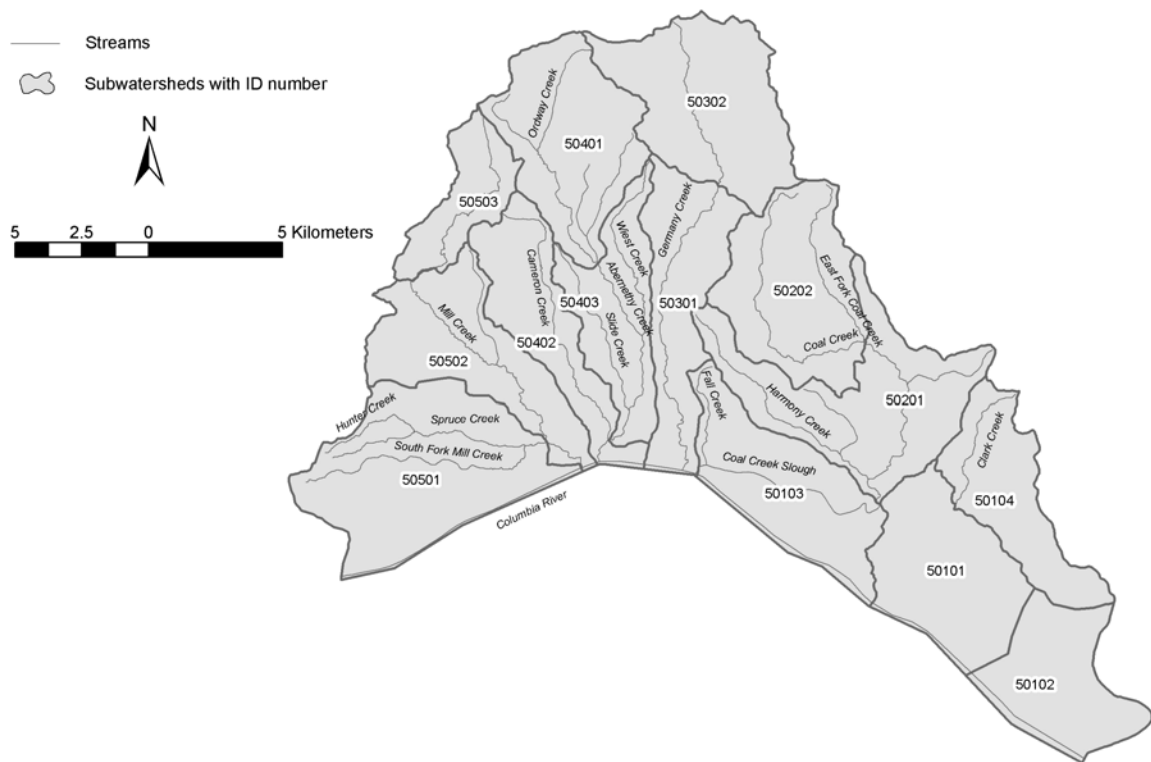 Streams
Subwatersheds with ID number
N
5 2.5 0 5 Kilometers
50302
Ordway Creek
50401
50503
Germany Creek
Wiest Creek
Abernethy Creek
Cameron Creek
50403
Slide Creek
50301
50202
East Fork Coal Creek
Mill Creek
50402
Coal Creek
50502
Fall Creek
Harmony Creek
50201
Hunter Creek
Spruce Creek
South Fork Mill Creek
50501
Clark Creek
Coal Creek Slough
50103
50104
Columbia River
50101
50102